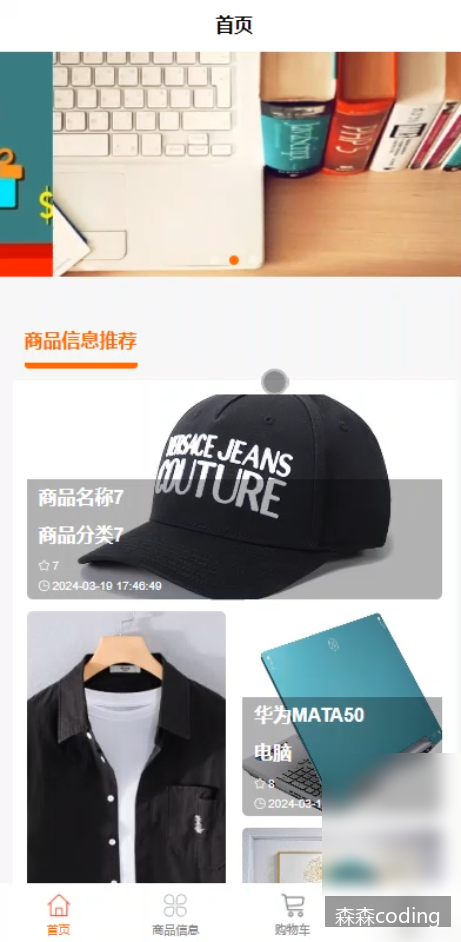 首页
$
JavaScript
PHP 5
商品信息推荐
VERSACE JEANS
COUTURE
商品名称7
商品分类7
7
2024-03-19 17:46:49
华为MATA50
电脑
8
2024-03-1
首页
商品信息
购物车
森森coding